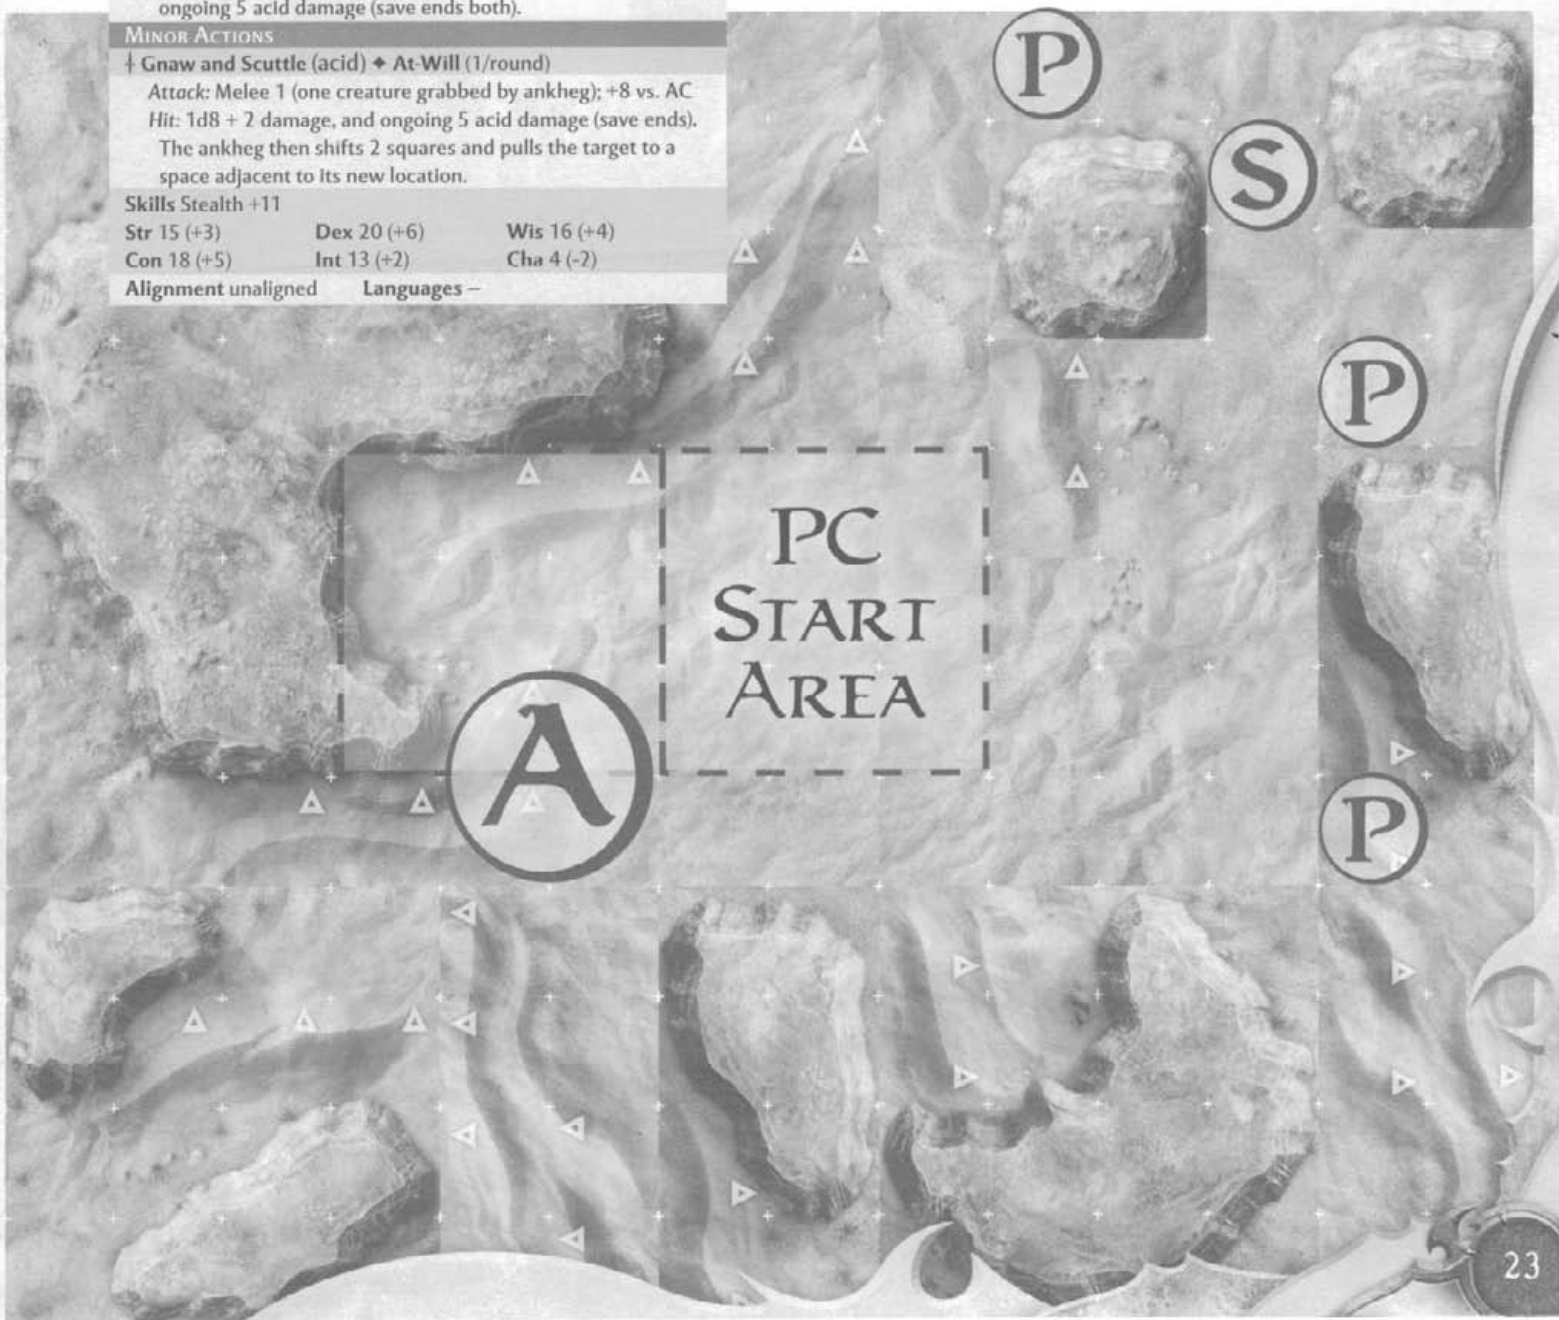 ongoing 5 acid damage (save ends both).
MINOR ACTIONS
Gnaw and Scuttle (acid) ✦ At-Will (1/round)
Attack: Melee 1 (one creature grabbed by ankheg); +8 vs. AC
Hit: 1d8 + 2 damage, and ongoing 5 acid damage (save ends).
The ankheg then shifts 2 squares and pulls the target to a
space adjacent to its new location.
Skills Stealth +11
Str 15 (+3) Dex 20 (+6) Wis 16 (+4)
Con 18 (+5) Int 13 (+2) Cha 4 (-2)
Alignment unaligned Languages –
P
S
P
PC
START
AREA
A
P
23